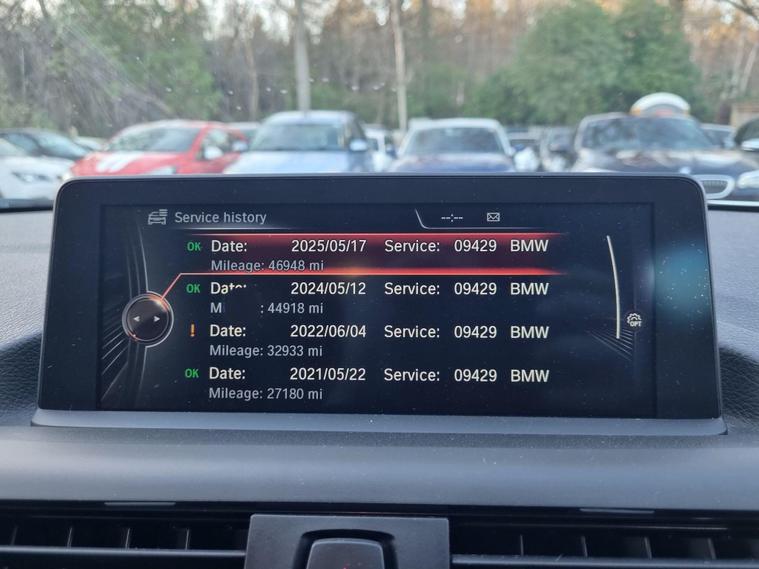 Service history
--:--
OK Date: 2025/05/17 Service: 09429 BMW
Mileage: 46948 mi
OK Date: 2024/05/12 Service: 09429 BMW
M : 44918 mi
! Date: 2022/06/04 Service: 09429 BMW
Mileage: 32933 mi
OK Date: 2021/05/22 Service: 09429 BMW
Mileage: 27180 mi
OPT